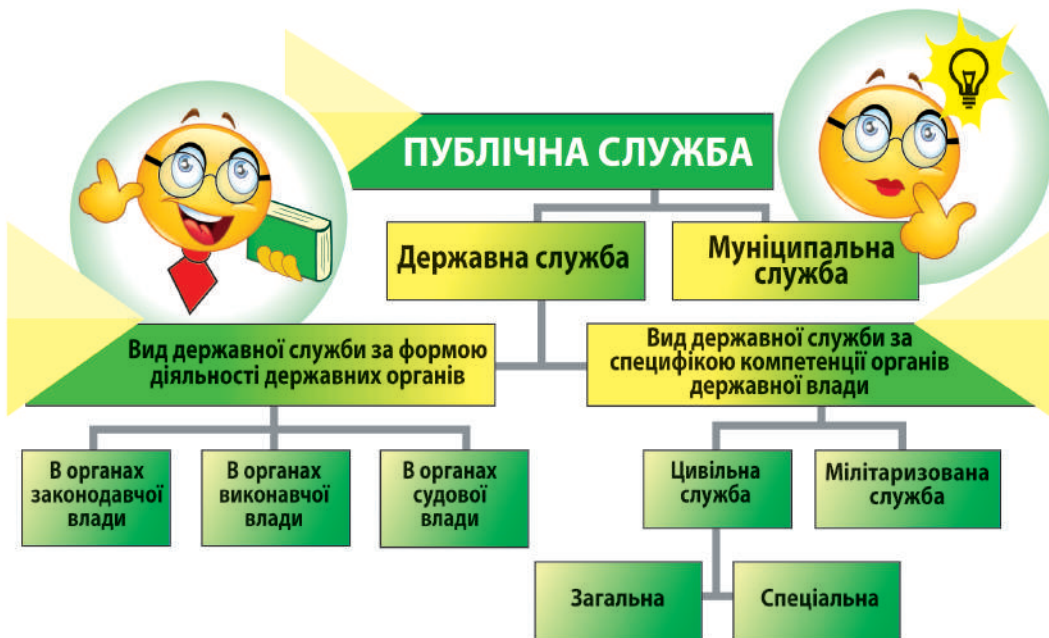 ПУБЛІЧНА СЛУЖБА
Державна служба
Муніципальна
служба
Вид державної служби за формою
діяльності державних органів
Вид державної служби за
специфікою компетенції органів
державної влади
В органах
законодавчої
влади
В органах
виконавчої
влади
В органах
судової
влади
Цивільна
служба
Мілітаризована
служба
Загальна
Спеціальна